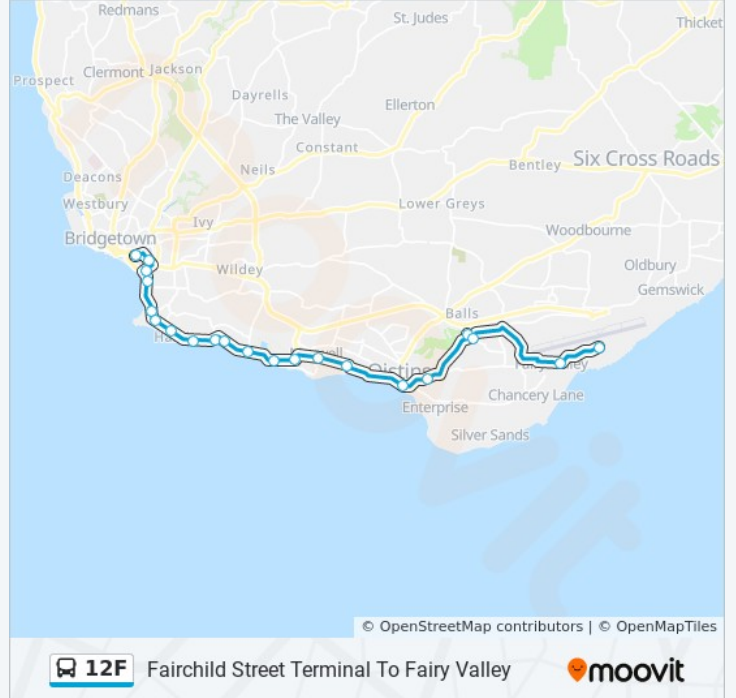 Redmans
St. Judes
Thicket
Clermont
Jackson
Prospect
Dayrells
Ellerton
The Valley
Constant
Six Cross Roads
Bentley
Neils
Deacons
Westbury
Lower Greys
Ivy
Woodbourne
Bridgetown
Wildey
Oldbury
Gemswick
Balls
Chancery Lane
Enterprise
Silver Sands
© OpenStreetMap contributors | © OpenMapTiles
12F Fairchild Street Terminal To Fairy Valley
moovit